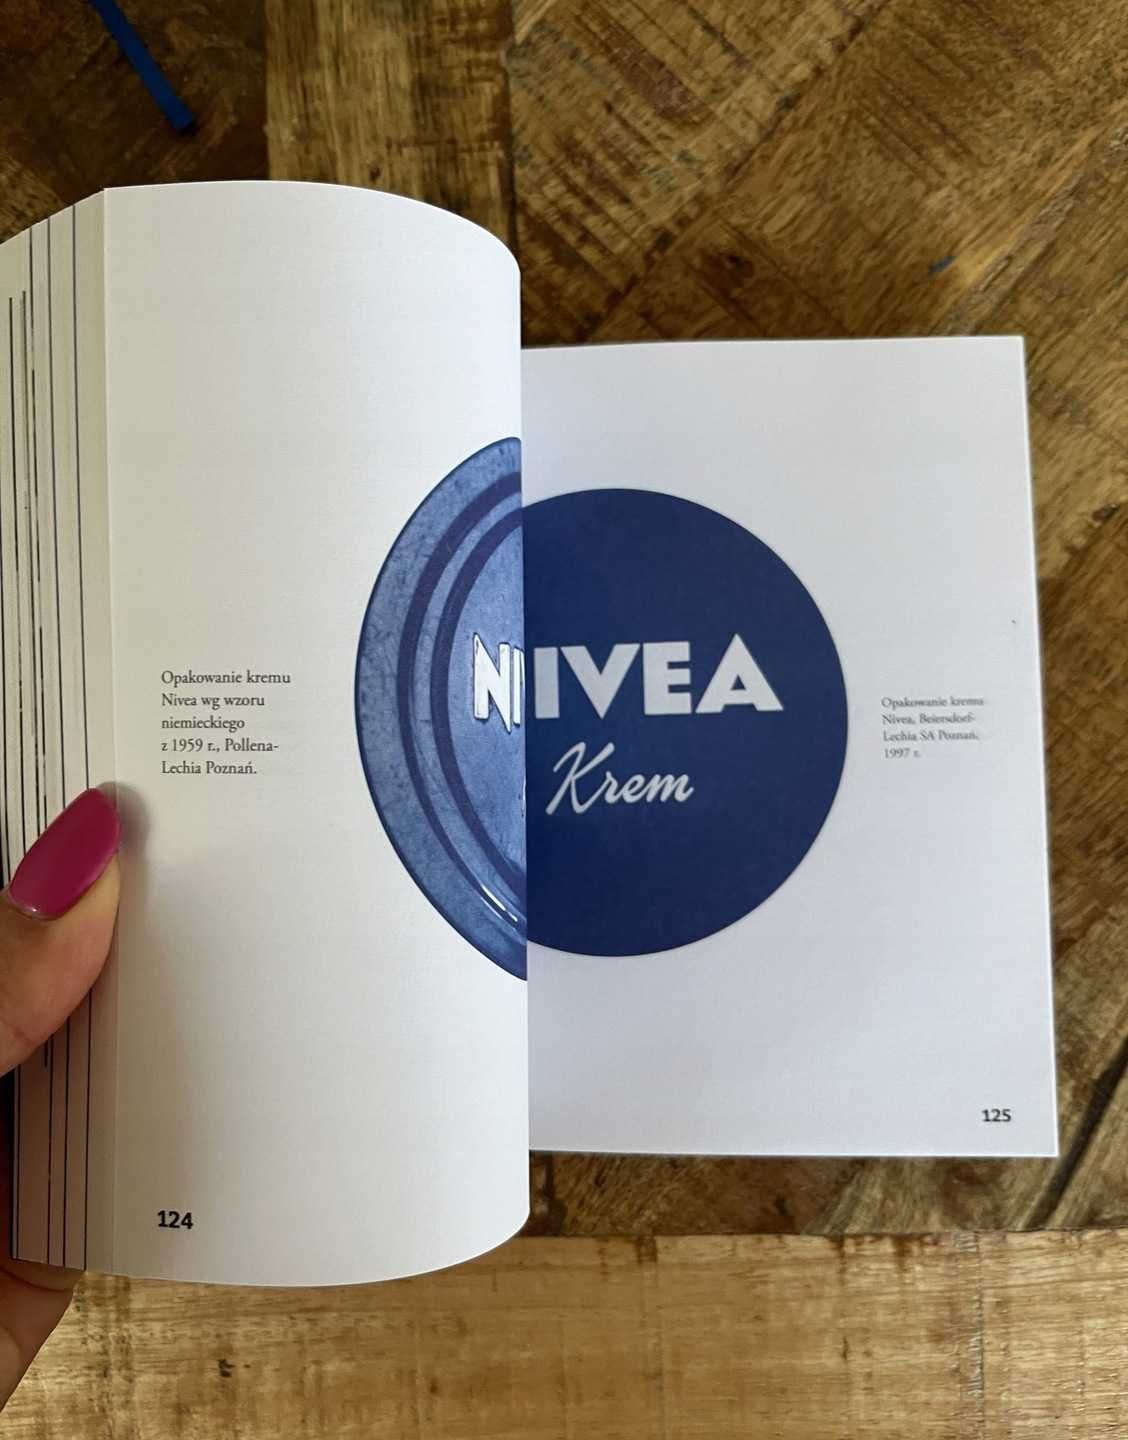 Opakowanie kremu
Nivea wg wzoru
niemieckiego
z 1959 r., Pollena-
Lechia Poznań.
124
NI
NIVEA
Krem
Opakowanie kremu
Nivea, Beiersdorf-
Lechia SA Poznań,
1997 r.
125